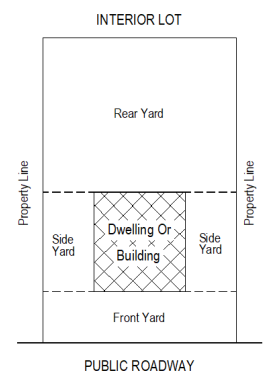 INTERIOR LOT
Rear Yard
Property Line
Property Line
Side
Yard
Dwelling Or
Building
Side
Yard
Front Yard
PUBLIC ROADWAY